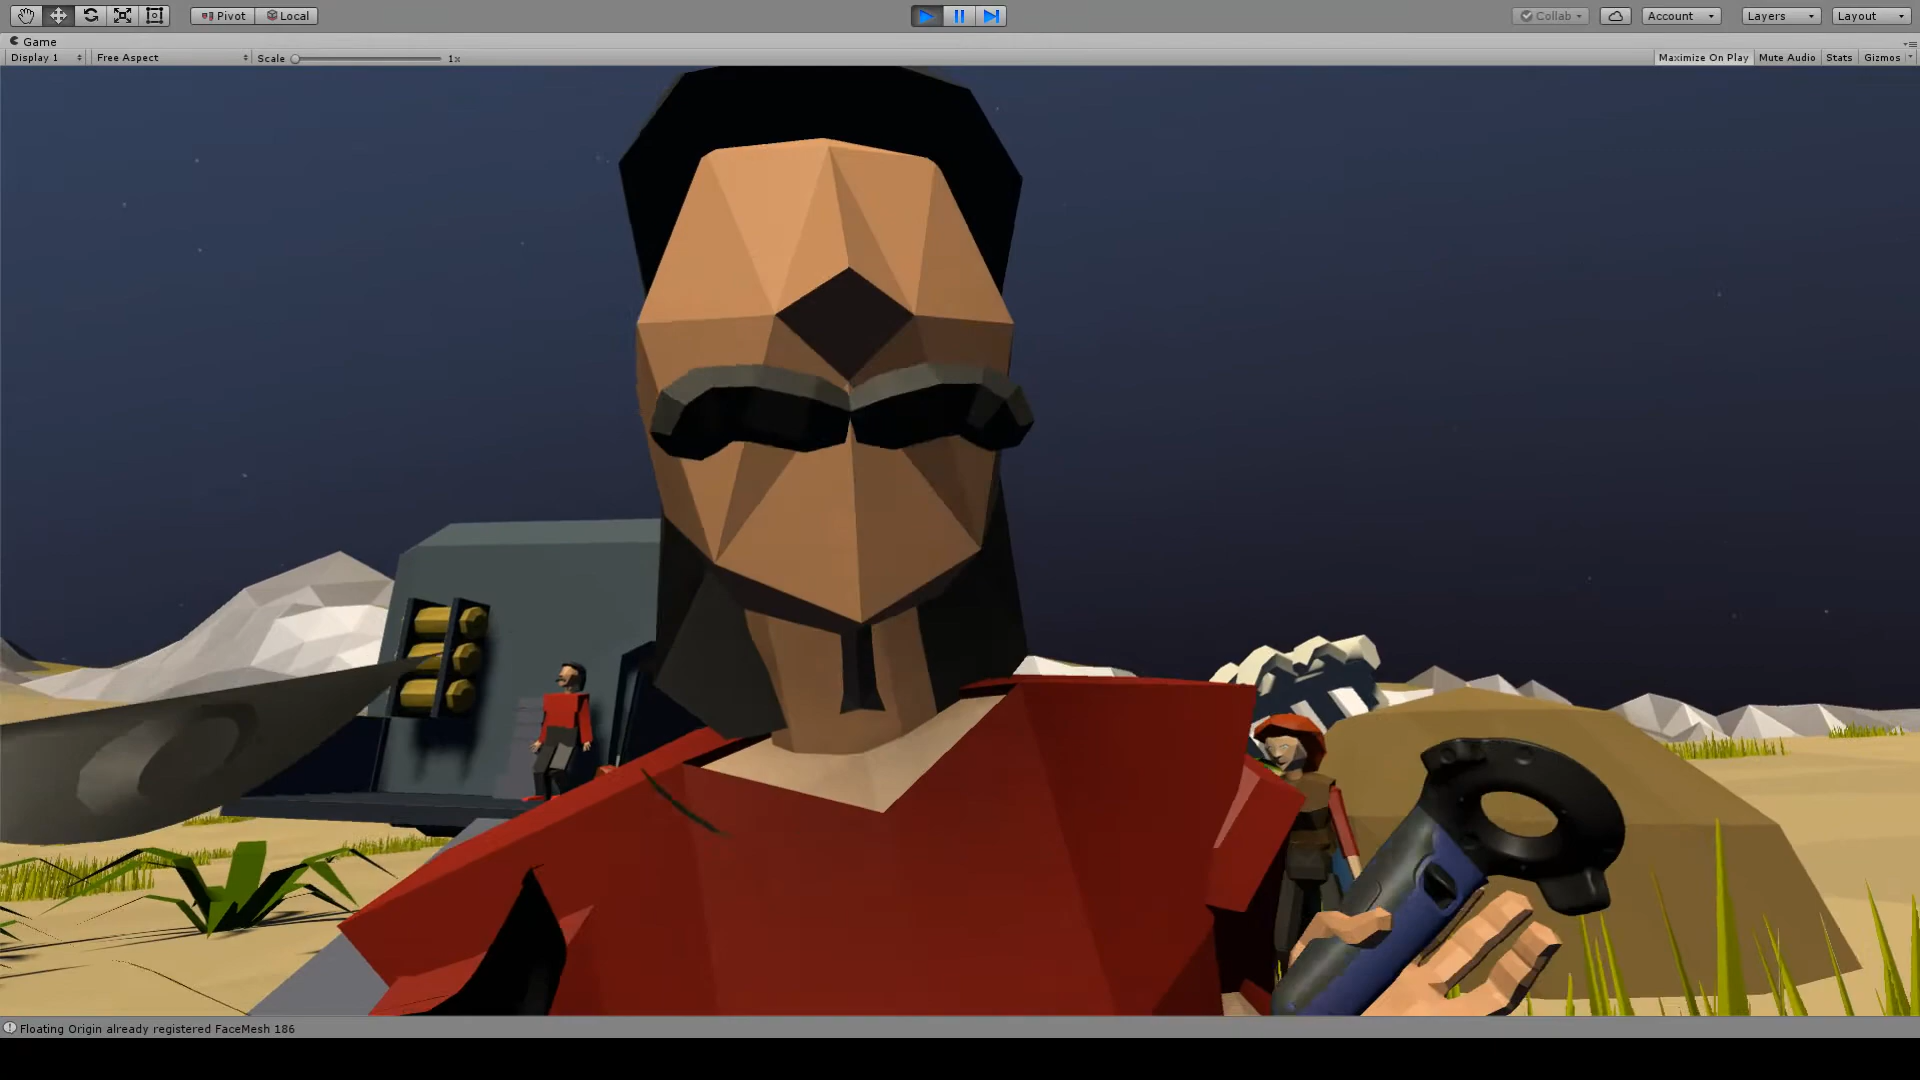 Pivot Local Collab Account Layers Layout
Game
Display 1 Free Aspect Scale 1x Maximize On Play Mute Audio Stats Gizmos
Floating Origin already registered FaceMesh 186